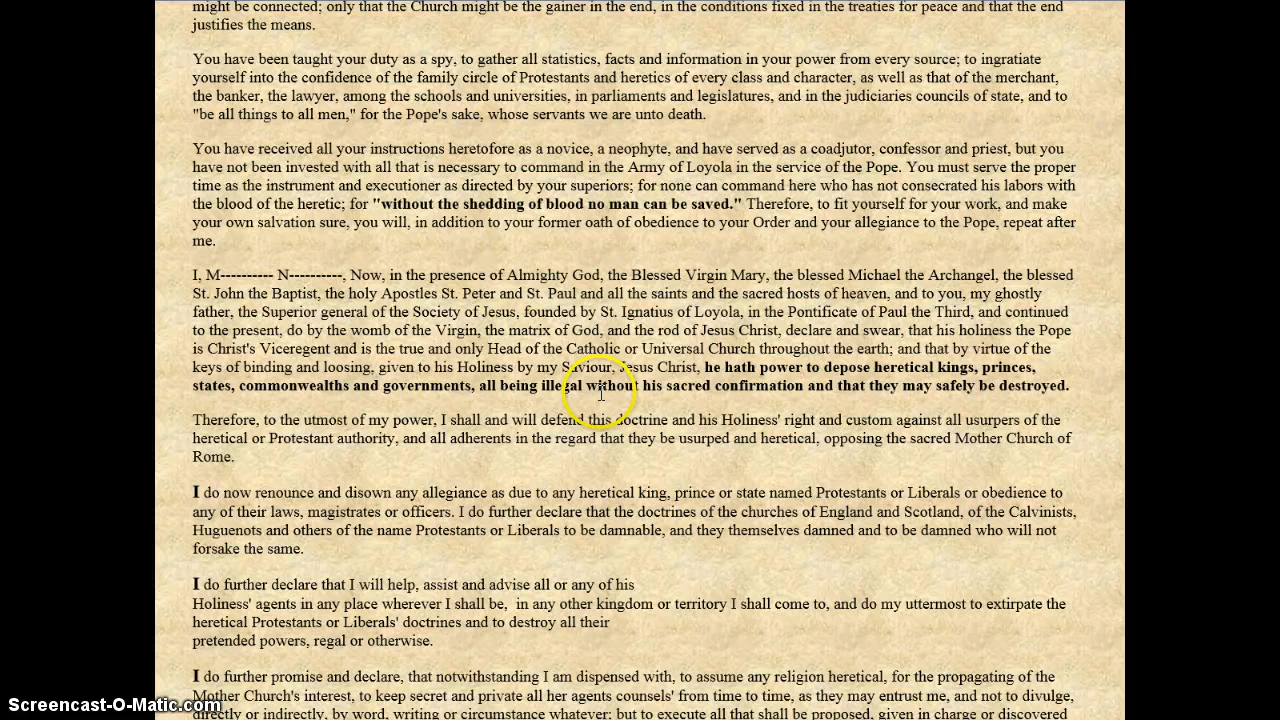 might be connected; only that the Church might be the gainer in the end, in the conditions fixed in the treaties for peace and that the end
justifies the means.
You have been taught your duty as a spy, to gather all statistics, facts and information in your power from every source; to ingratiate
yourself into the confidence of the family circle of Protestants and heretics of every class and character, as well as that of the merchant,
the banker, the lawyer, among the schools and universities, in parliaments and legislatures, and in the judiciaries councils of state, and to
"be all things to all men," for the Pope's sake, whose servants we are unto death.
You have received all your instructions heretofore as a novice, a neophyte, and have served as a coadjutor, confessor and priest, but you
have not been invested with all that is necessary to command in the Army of Loyola in the service of the Pope. You must serve the proper
time as the instrument and executioner as directed by your superiors; for none can command here who has not consecrated his labors with
the blood of the heretic; for "without the shedding of blood no man can be saved." Therefore, to fit yourself for your work, and make
your own salvation sure, you will, in addition to your former oath of obedience to your Order and your allegiance to the Pope, repeat after
me.
I, M---------- N----------, Now, in the presence of Almighty God, the Blessed Virgin Mary, the blessed Michael the Archangel, the blessed
St. John the Baptist, the holy Apostles St. Peter and St. Paul and all the saints and the sacred hosts of heaven, and to you, my ghostly
father, the Superior general of the Society of Jesus, founded by St. Ignatius of Loyola, in the Pontificate of Paul the Third, and continued
to the present, do by the womb of the Virgin, the matrix of God, and the rod of Jesus Christ, declare and swear, that his holiness the Pope
is Christ's Viceregent and is the true and only Head of the Catholic or Universal Church throughout the earth; and that by virtue of the
keys of binding and loosing, given to his Holiness by my Saviour, Jesus Christ, he hath power to depose heretical kings, princes,
states, commonwealths and governments, all being illegal without his sacred confirmation and that they may safely be destroyed.
Therefore, to the utmost of my power, I shall and will defend this doctrine and his Holiness' right and custom against all usurpers of the
heretical or Protestant authority, and all adherents in the regard that they be usurped and heretical, opposing the sacred Mother Church of
Rome.
I do now renounce and disown any allegiance as due to any heretical king, prince or state named Protestants or Liberals or obedience to
any of their laws, magistrates or officers. I do further declare that the doctrines of the churches of England and Scotland, of the Calvinists,
Huguenots and others of the name Protestants or Liberals to be damnable, and they themselves damned and to be damned who will not
forsake the same.
I do further declare that I will help, assist and advise all or any of his
Holiness' agents in any place wherever I shall be, in any other kingdom or territory I shall come to, and do my uttermost to extirpate the
heretical Protestants or Liberals' doctrines and to destroy all their
pretended powers, regal or otherwise.
I do further promise and declare, that notwithstanding I am dispensed with, to assume any religion heretical, for the propagating of the
Mother Church's interest, to keep secret and private all her agents counsels' from time to time, as they may entrust me, and not to divulge,
directly or indirectly, by word, writing or circumstance whatever; but to execute all that shall be proposed, given in charge or discovered
Screencast-O-Matic.com